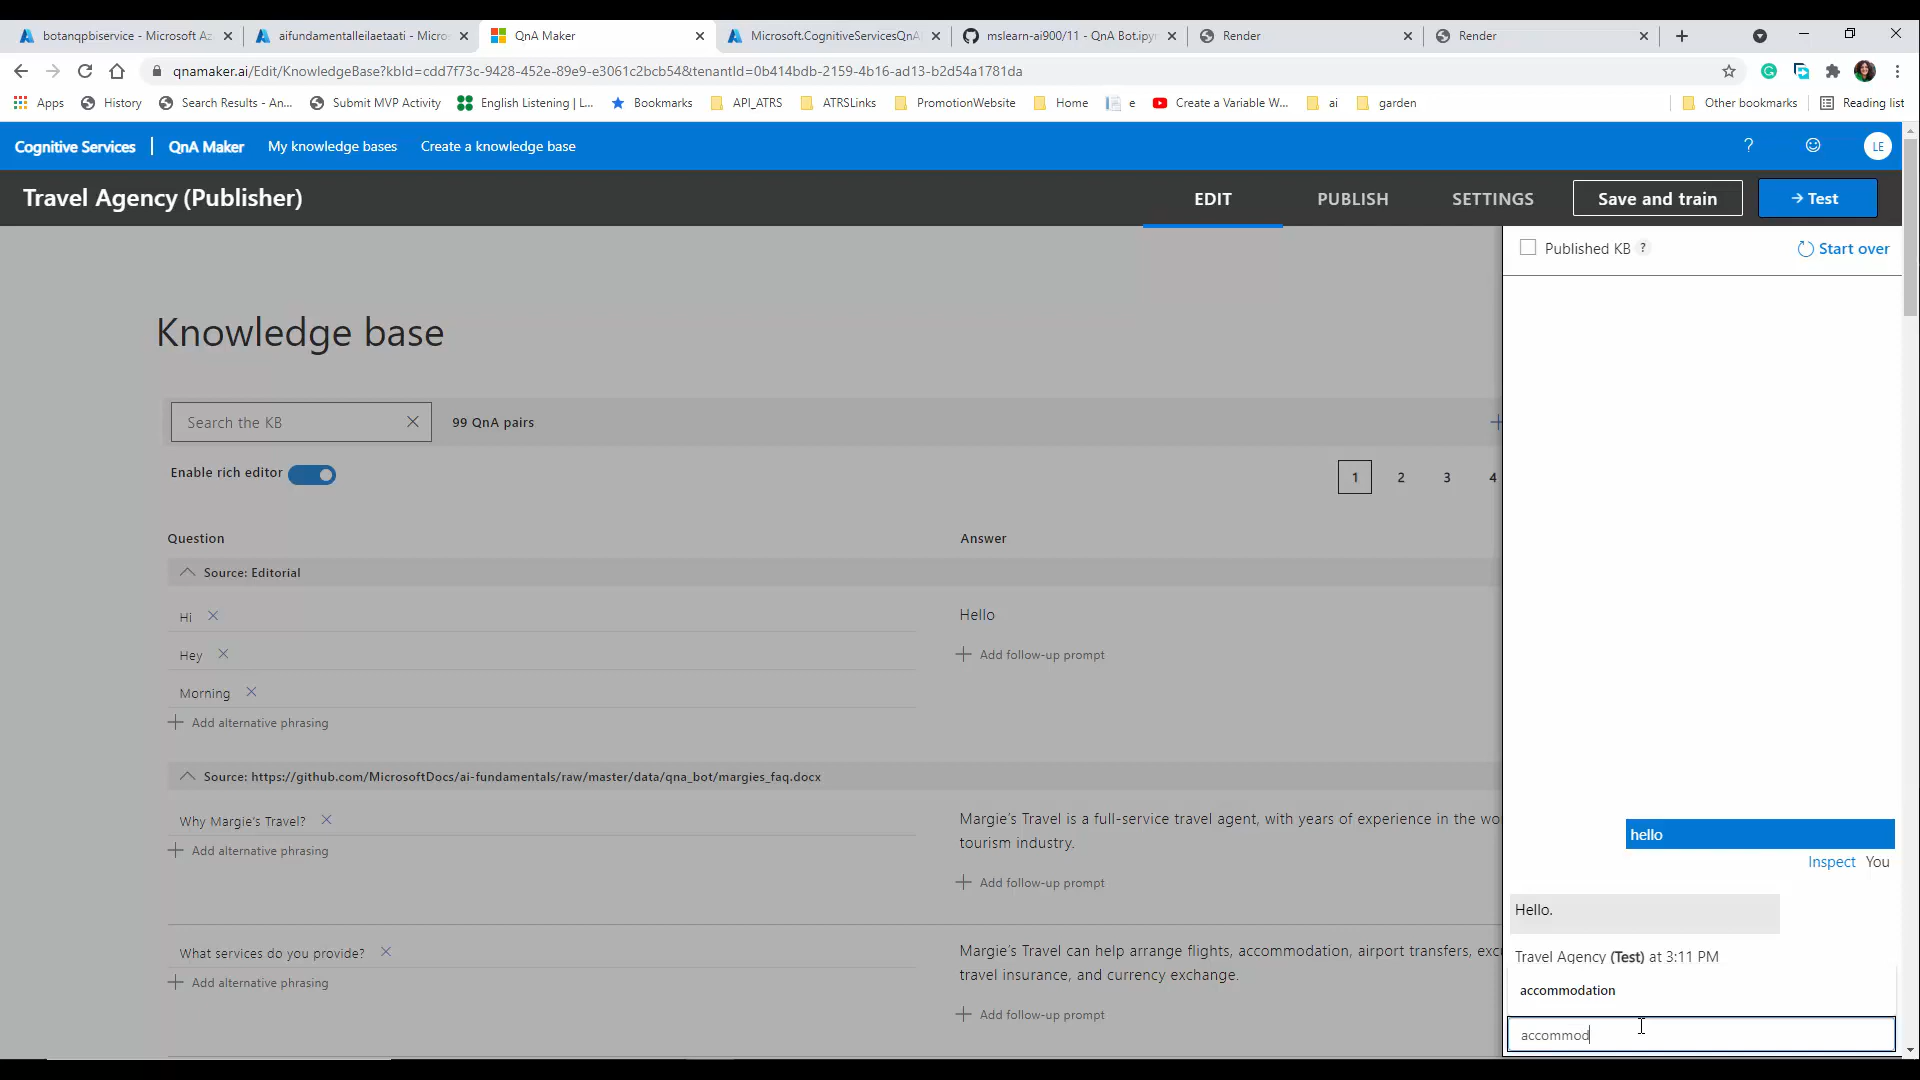 botanqpbiservice - Microsoft Az
aifundamentalleilaetaati - Micro
QnA Maker
Microsoft.CognitiveServicesQnA
mslearn-ai900/11 - QnA Bot.ipyn
Render
Render
qnamaker.ai/Edit/KnowledgeBase?kbId=cdd7f73c-9428-452e-89e9-e3061c2bcb54&tenantId=0b414bdb-2159-4b16-ad13-b2d54a1781da
Apps
History
Search Results - An...
Submit MVP Activity
English Listening | L...
Bookmarks
API_ATRS
ATRSLinks
PromotionWebsite
Home
e
Create a Variable W...
ai
garden
Other bookmarks
Reading list
Cognitive Services | QnA Maker My knowledge bases Create a knowledge base
? LE
Travel Agency (Publisher)
EDIT PUBLISH SETTINGS Save and train → Test
Published KB ? Start over
Knowledge base
Search the KB
99 QnA pairs
Enable rich editor
1 2 3 4
Question Answer
Source: Editorial
Hi
Hello
Hey
+ Add follow-up prompt
Morning
+ Add alternative phrasing
Source: https://github.com/MicrosoftDocs/ai-fundamentals/raw/master/data/qna_bot/margies_faq.docx
Why Margie's Travel?
+ Add alternative phrasing
Margie's Travel is a full-service travel agent, with years of experience in the wo
tourism industry.
+ Add follow-up prompt
What services do you provide?
+ Add alternative phrasing
Margie's Travel can help arrange flights, accommodation, airport transfers, exc
travel insurance, and currency exchange.
+ Add follow-up prompt
hello
Inspect You
Hello.
Travel Agency (Test) at 3:11 PM
accommodation
accommod